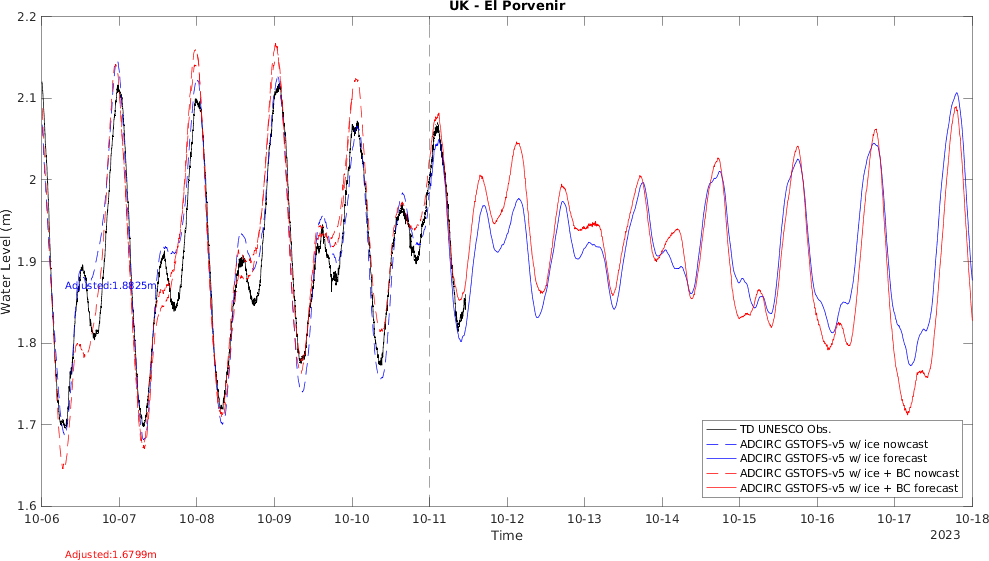 UK - El Porvenir
2.2
2.1
2
1.9
1.8
1.7
1.6
Water Level (m)
Adjusted:1.8825m
TD UNESCO Obs.
ADCIRC GSTOFS-v5 w/ ice nowcast
ADCIRC GSTOFS-v5 w/ ice forecast
ADCIRC GSTOFS-v5 w/ ice + BC nowcast
ADCIRC GSTOFS-v5 w/ ice + BC forecast
10-06 10-07 10-08 10-09 10-10 10-11 10-12 10-13 10-14 10-15 10-16 10-17 10-18
Time
2023
Adjusted:1.6799m